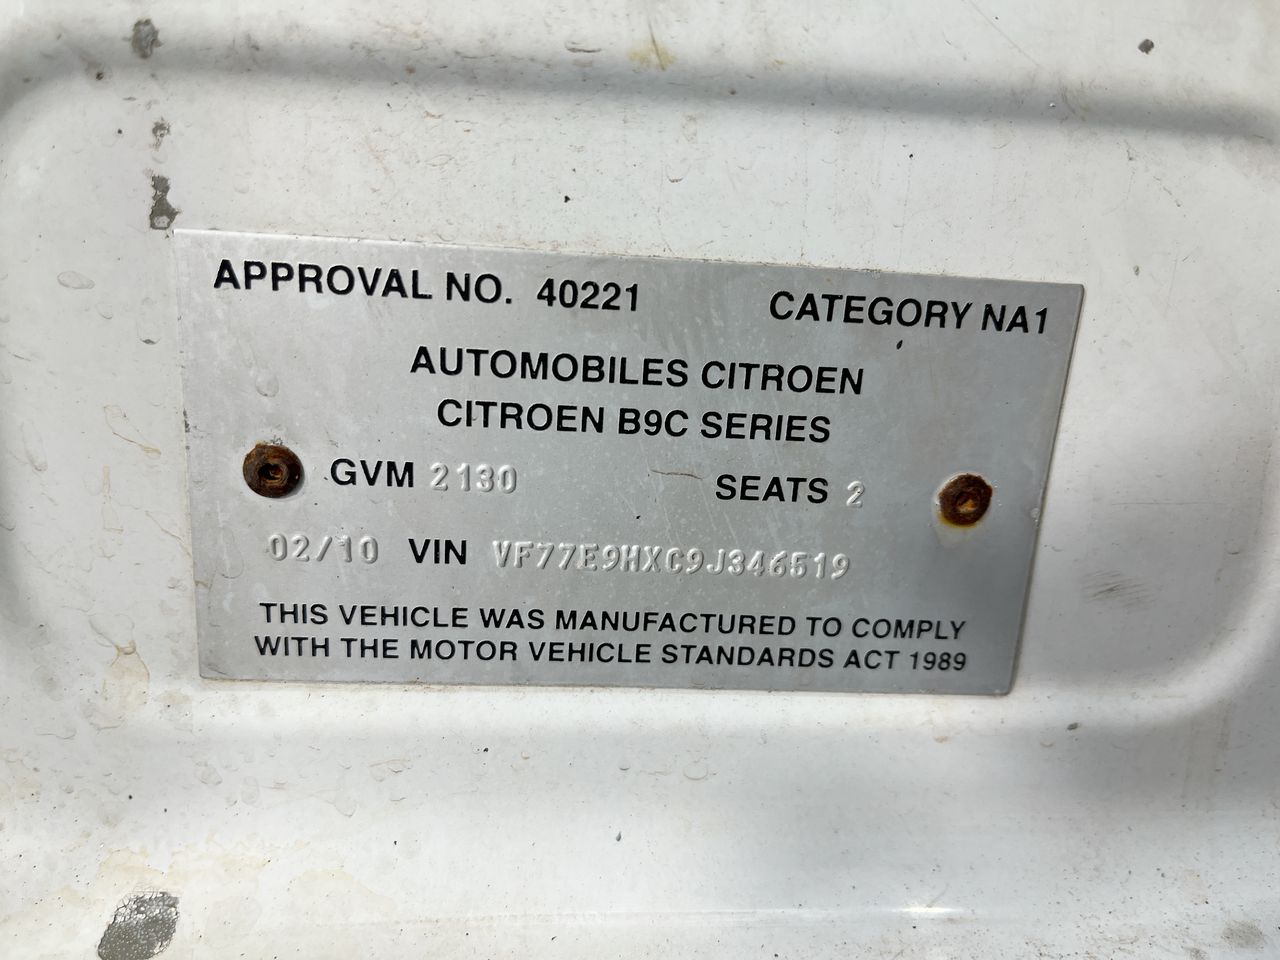 APPROVAL NO. 40221 CATEGORY NA1
AUTOMOBILES CITROEN
CITROEN B9C SERIES
GVM 2130 SEATS 2
02/10 VIN VF77E9HXC9J346519
THIS VEHICLE WAS MANUFACTURED TO COMPLY
WITH THE MOTOR VEHICLE STANDARDS ACT 1989